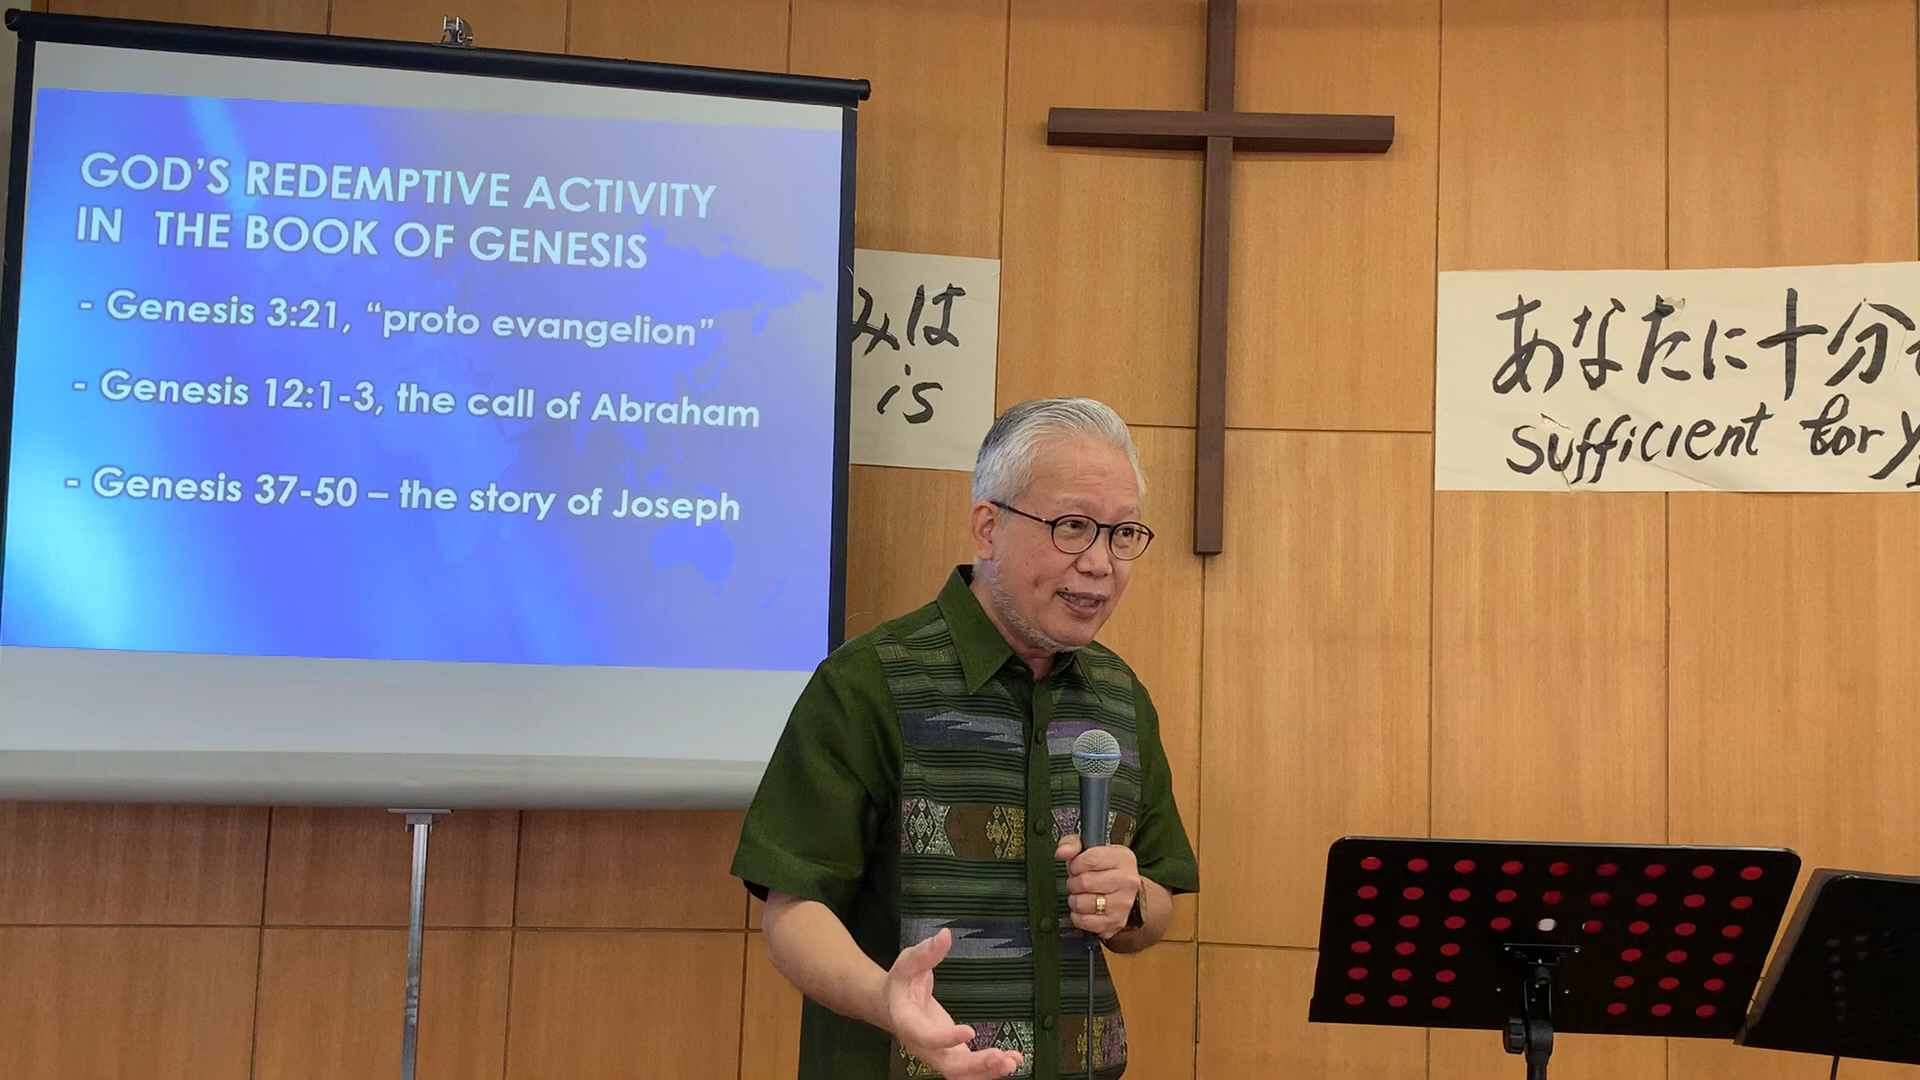 GOD'S REDEMPTIVE ACTIVITY
IN THE BOOK OF GENESIS
- Genesis 3:21, “proto evangelion”
- Genesis 12:1-3, the call of Abraham
- Genesis 37-50 – the story of Joseph
みは
is
あなたに十分
sufficient for